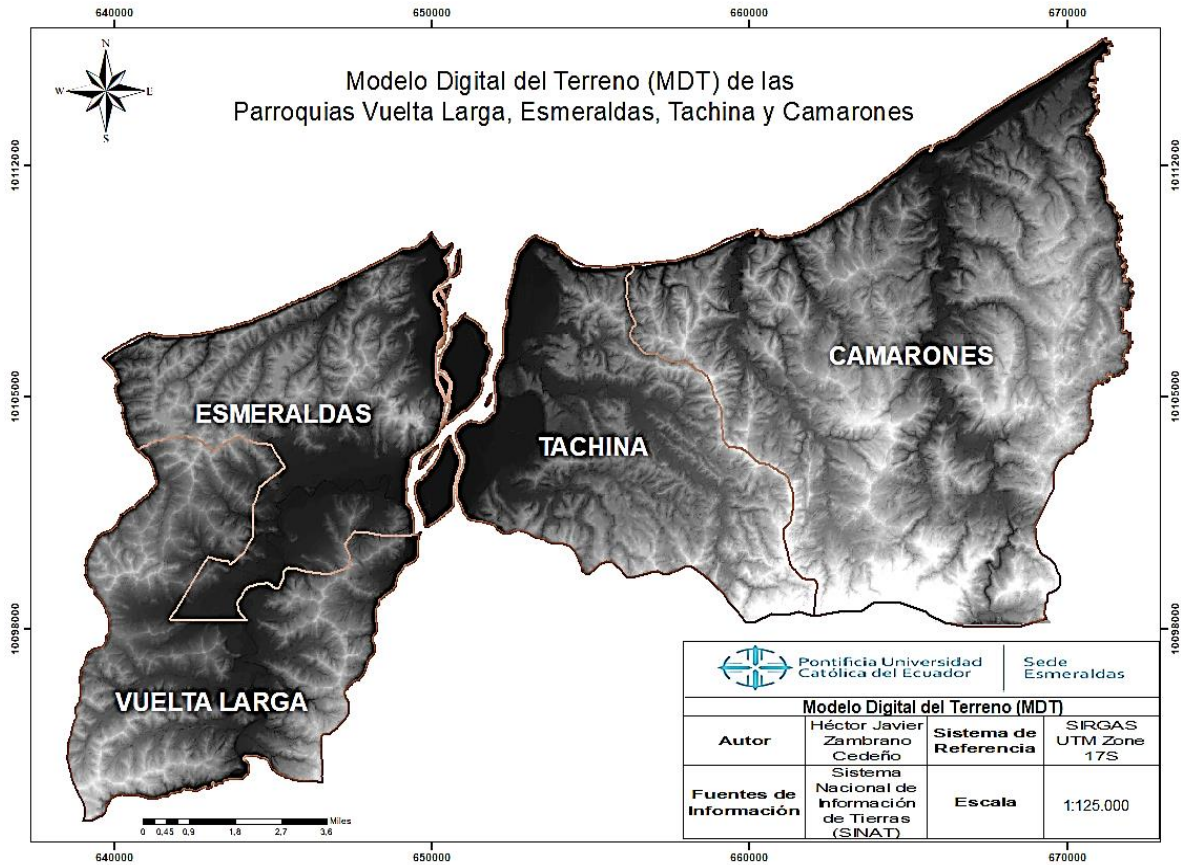 640000 650000 660000 670000
N
W E
S
Modelo Digital del Terreno (MDT) de las
Parroquias Vuelta Larga, Esmeraldas, Tachina y Camarones
10112000 10112000
CAMARONES
10105000 10105000
ESMERALDAS
TACHINA
10098000 10098000
VUELTA LARGA
Pontificia Universidad
Católica del Ecuador
Sede
Esmeraldas
Modelo Digital del Terreno (MDT)
Autor
Héctor Javier
Zambrano
Cedeño
Sistema de
Referencia
SIRGAS
UTM Zone
17S
Fuentes de
Información
Sistema
Nacional de
Información
de Tierras
(SINAT)
Escala
1:125.000
Miles
0 0,45 0,9 1,8 2,7 3,6
640000 650000 660000 670000